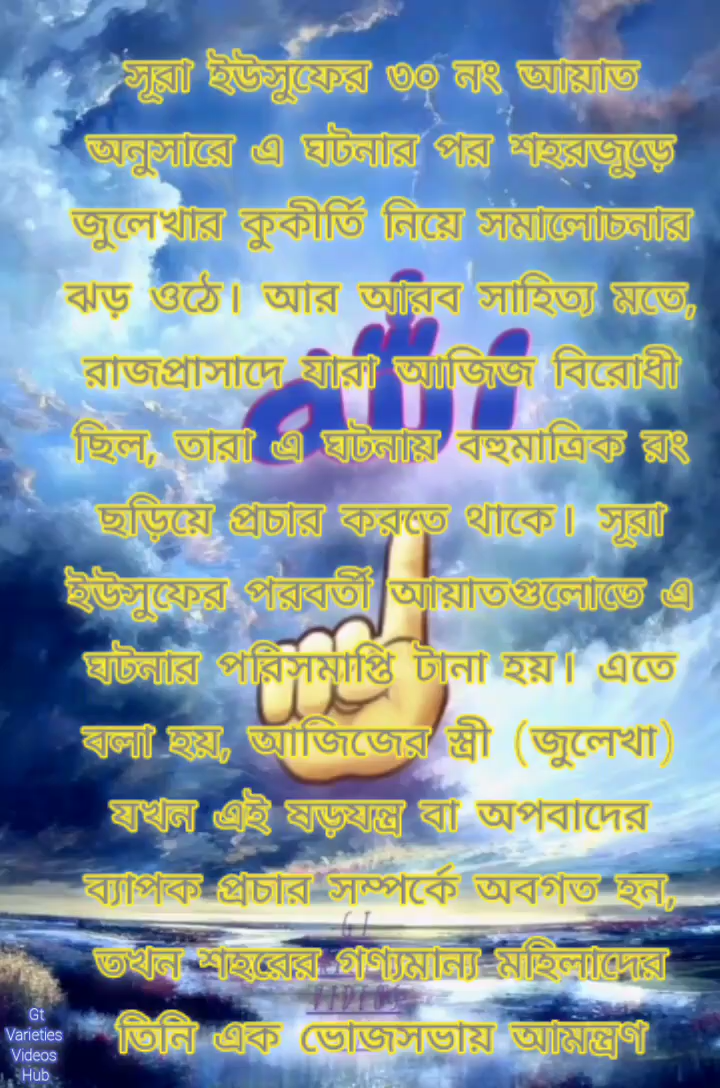 সূরা ইউসুফের ৩০ নং আয়াত
অনুসারে এ ঘটনার পর শহরজুড়ে
জুলেখার কুকীর্তি নিয়ে সমালোচনার
ঝড় ওঠে। আর আরব সাহিত্য মতে,
রাজপ্রাসাদে যারা আজিজ বিরোধী
ছিল, তারা এ ঘটনায় বহুমাত্রিক রং
ছড়িয়ে প্রচার করতে থাকে। সূরা
ইউসুফের পরবর্তী আয়াতগুলোতে এ
ঘটনার পরিসমাপ্তি টানা হয়। এতে
বলা হয়, আজিজের স্ত্রী (জুলেখা)
যখন এই ষড়যন্ত্র বা অপবাদের
ব্যাপক প্রচার সম্পর্কে অবগত হন,
তখন শহরের গণ্যমান্য মহিলাদের
তিনি এক ভোজসভায় আমন্ত্রণ
الله
GT
VIDEOS
Gt
Varieties
Videos
Hub